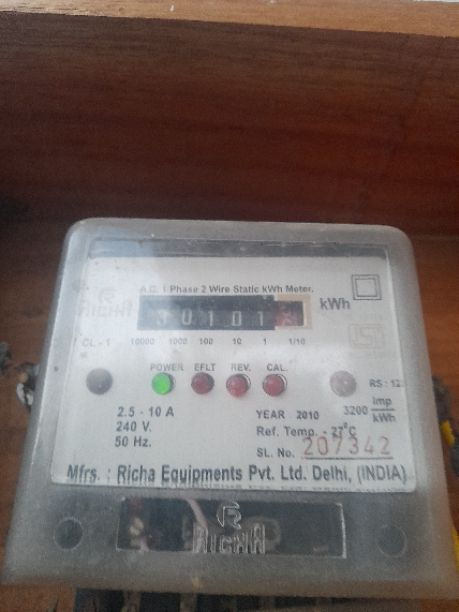 A.C. 1 Phase 2 Wire Static kWh Meter.
RICHA
30101
kWh
CL - 1 10000 1000 100 10 1 1/10
POWER EFLT REV. CAL.
2.5 - 10 A
240 V.
50 Hz.
YEAR 2010 3200 Imp/kWh
Ref. Temp. - 27°C
SL. No. 207342
Mfrs. : Richa Equipments Pvt. Ltd. Delhi, (INDIA)
RICHA